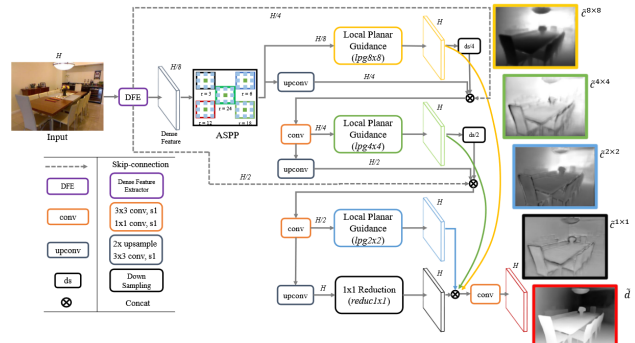 H
Input
DFE
H/8
Dense
Feature
r = 3
r = 6
r = 24
r = 12
r = 18
ASPP
H/4
H/8
Local Planar
Guidance
(lpg8x8)
H
ds/4
upconv
H/4
conv
H/4
Local Planar
Guidance
(lpg4x4)
H
ds/2
upconv
H/2
H/2
conv
H/2
Local Planar
Guidance
(lpg2x2)
H
upconv
H
1x1 Reduction
(reduc1x1)
H
conv
H
c̃ 8×8
c̃ 4×4
c̃ 2×2
c̃ 1×1
d̃
Skip-connection
DFE
Dense Feature
Extractor
conv
3x3 conv, s1
1x1 conv, s1
upconv
2x upsample
3x3 conv, s1
ds
Down
Sampling
Concat